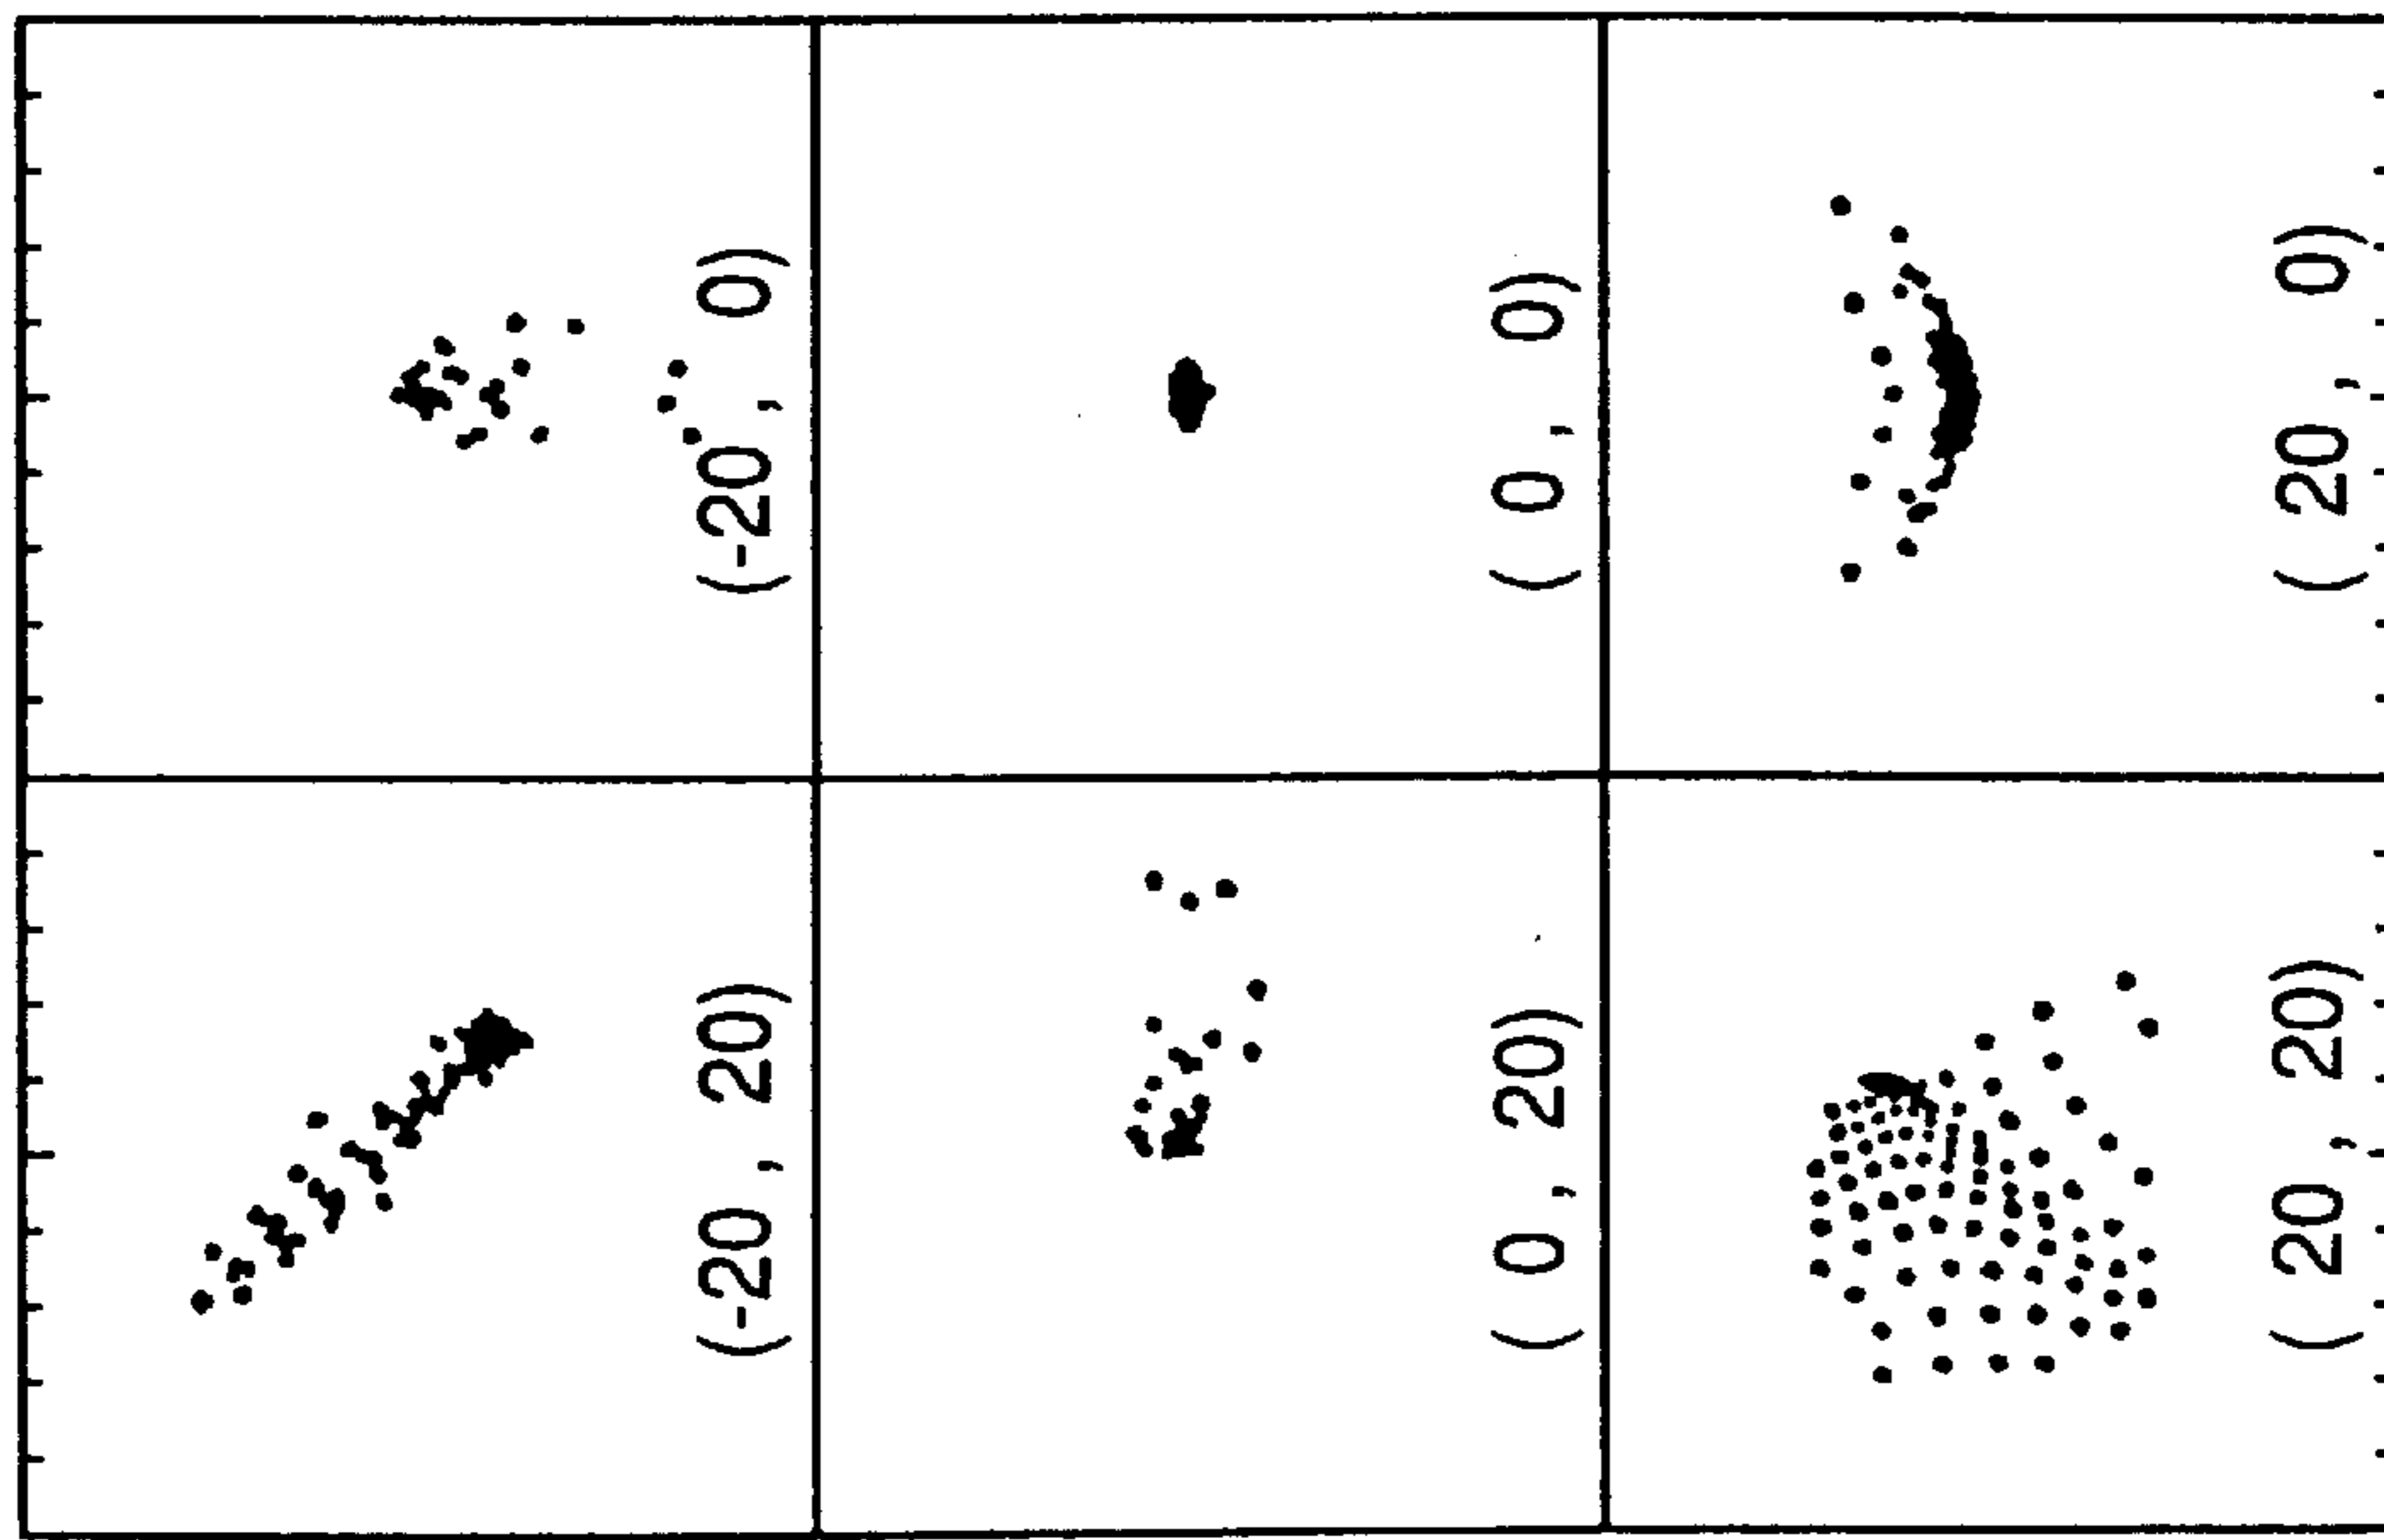 (-20 , 20)
(-20 , 0)
( 0 , 20)
( 0 , 0)
( 20 , 20)
( 20 , 0)